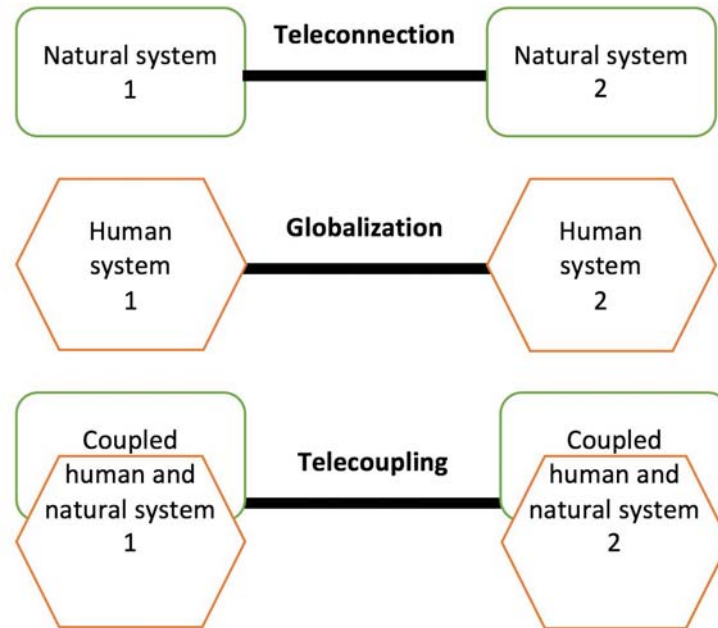 Teleconnection
Natural system
1
Natural system
2
Globalization
Human
system
1
Human
system
2
Telecoupling
Coupled
human and
natural system
1
Coupled
human and
natural system
2